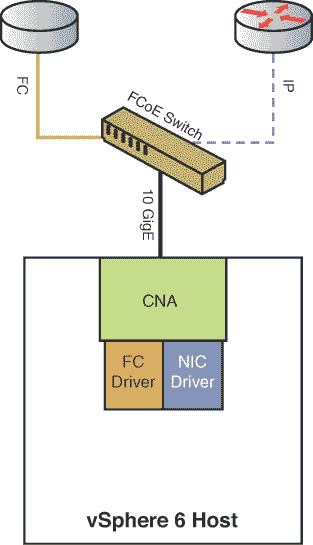 FC
IP
FCoE Switch
10 GigE
CNA
FC
Driver
NIC
Driver
vSphere 6 Host